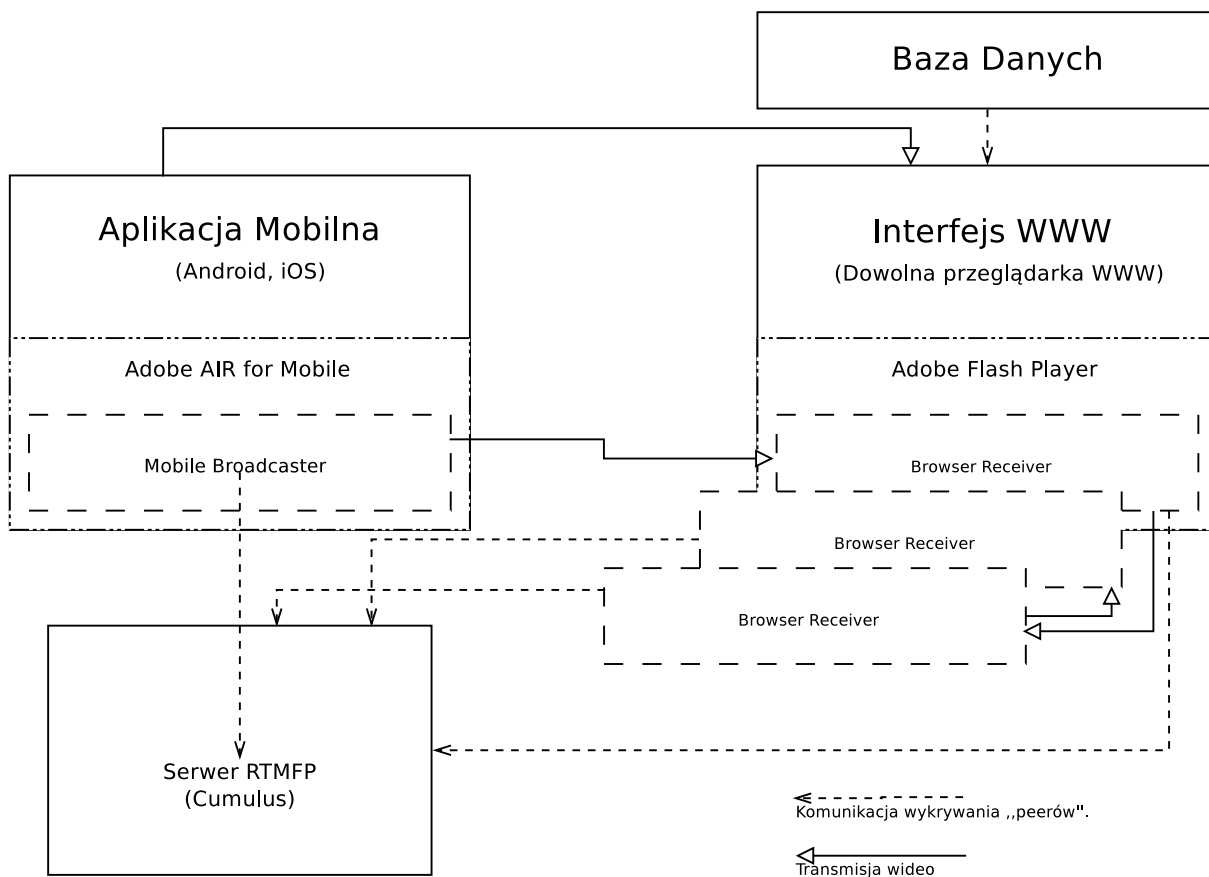 Baza Danych
Aplikacja Mobilna
(Android, iOS)
Interfejs WWW
(Dowolna przeglądarka WWW)
Adobe AIR for Mobile
Adobe Flash Player
Mobile Broadcaster
Browser Receiver
Browser Receiver
Browser Receiver
Serwer RTMFP
(Cumulus)
Komunikacja wykrywania ,,peerów".
Transmisja wideo